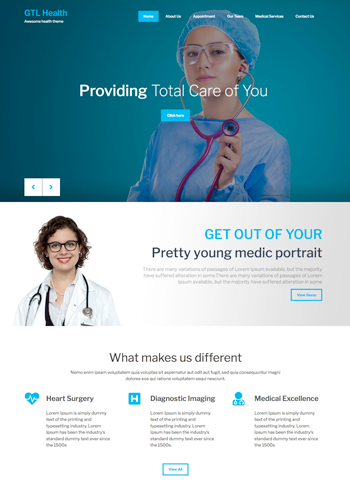 GTL Health
Awesome health theme
Home About Us Appointment Our Team Medical Services Contact Us
Providing Total Care of You
Click here
GET OUT OF YOUR
Pretty young medic portrait
There are many variations of passages of Lorem Ipsum available, but the majority
have suffered alteration in some There are many variations of passages of Lorem
Ipsum available, but the majority have suffered alteration in some
View Detail
What makes us different
Nemo enim ipsam voluptatem quia voluptas sit aspernatur aut odit aut fugit, sed quia consequuntur magni
dolores eos qui ratione voluptatem sequi nesciunt.
Heart Surgery
Lorem Ipsum is simply dummy
text of the printing and
typesetting industry. Lorem
Ipsum has been the industry's
standard dummy text ever since
the 1500s
Diagnostic Imaging
Lorem Ipsum is simply dummy
text of the printing and
typesetting industry. Lorem
Ipsum has been the industry's
standard dummy text ever since
the 1500s
Medical Excellence
Lorem Ipsum is simply dummy
text of the printing and
typesetting industry. Lorem
Ipsum has been the industry's
standard dummy text ever since
the 1500s
View All